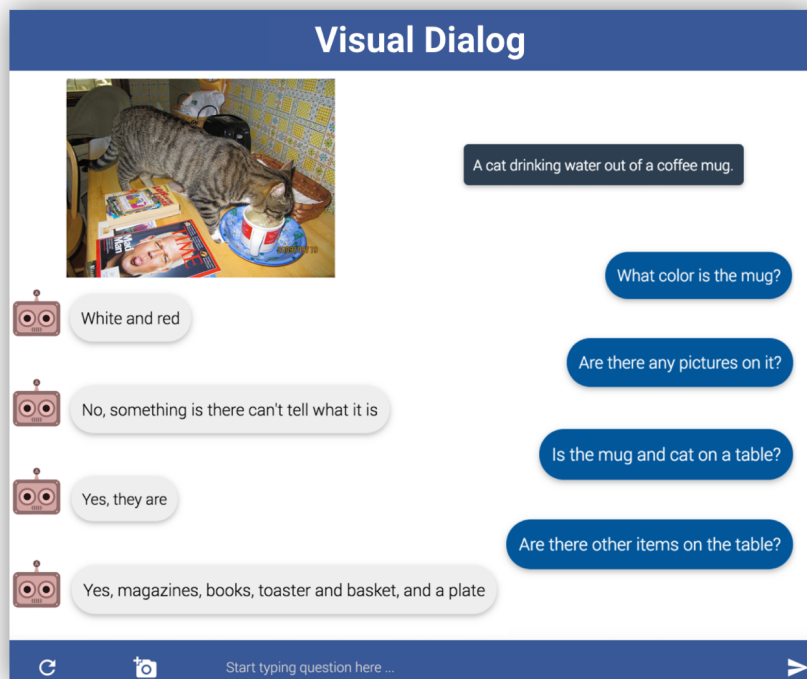 Visual Dialog
A cat drinking water out of a coffee mug.
TIME
Mad
Man
What color is the mug?
White and red
Are there any pictures on it?
No, something is there can't tell what it is
Is the mug and cat on a table?
Yes, they are
Are there other items on the table?
Yes, magazines, books, toaster and basket, and a plate
Start typing question here ...